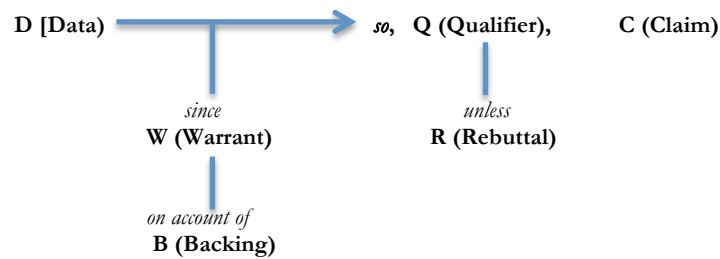 D [Data) so, Q (Qualifier), C (Claim)
since unless
W (Warrant) R (Rebuttal)
on account of
B (Backing)